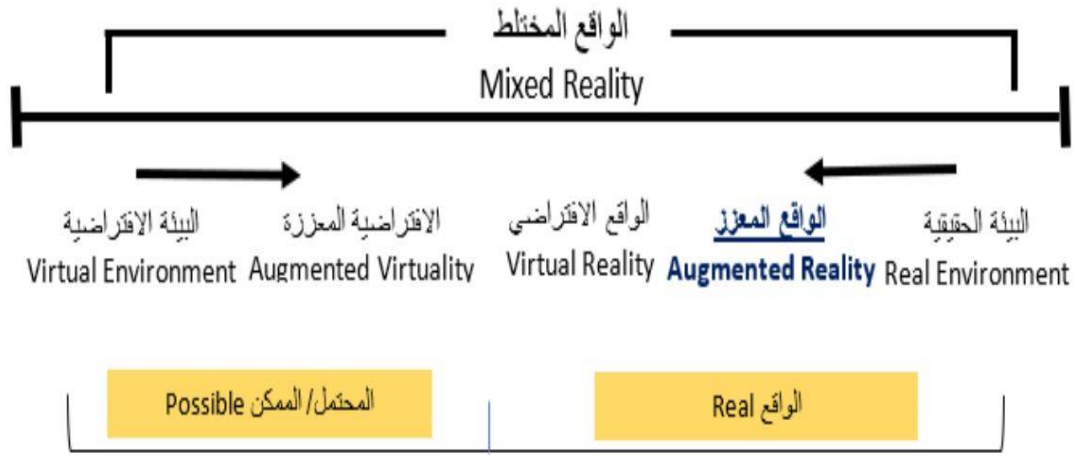 الواقع المختلط
Mixed Reality
البيئة الحقيقية
Real Environment
الواقع المعزز
Augmented Reality
الواقع الافتراضي
Virtual Reality
الافتراضية المعززة
Augmented Virtuality
البيئة الافتراضية
Virtual Environment
الواقع Real
المحتمل/ الممكن Possible